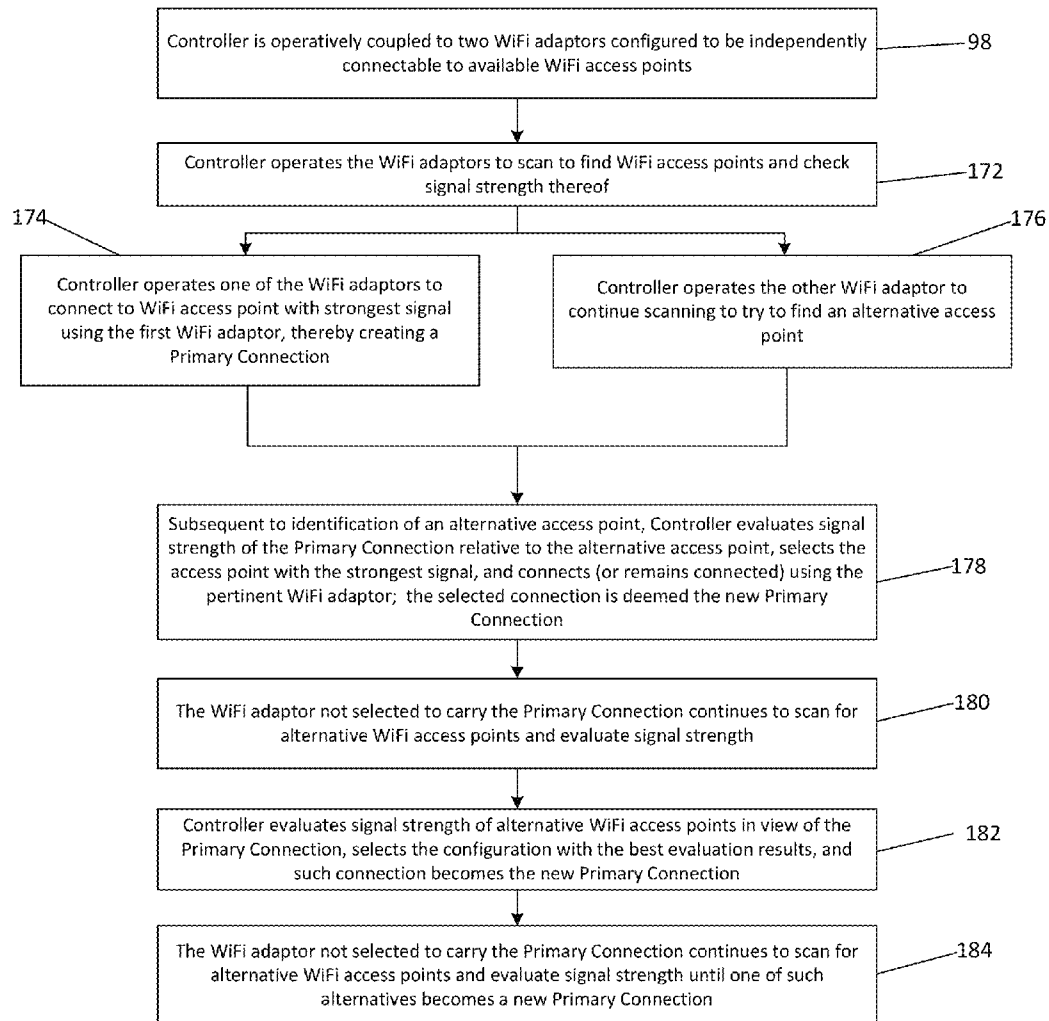 Controller is operatively coupled to two WiFi adaptors configured to be independently
connectable to available WiFi access points
98
Controller operates the WiFi adaptors to scan to find WiFi access points and check
signal strength thereof
172
174
176
Controller operates one of the WiFi adaptors to
connect to WiFi access point with strongest signal
using the first WiFi adaptor, thereby creating a
Primary Connection
Controller operates the other WiFi adaptor to
continue scanning to try to find an alternative access
point
Subsequent to identification of an alternative access point, Controller evaluates signal
strength of the Primary Connection relative to the alternative access point, selects the
access point with the strongest signal, and connects (or remains connected) using the
pertinent WiFi adaptor; the selected connection is deemed the new Primary
Connection
178
The WiFi adaptor not selected to carry the Primary Connection continues to scan for
alternative WiFi access points and evaluate signal strength
180
Controller evaluates signal strength of alternative WiFi access points in view of the
Primary Connection, selects the configuration with the best evaluation results, and
such connection becomes the new Primary Connection
182
The WiFi adaptor not selected to carry the Primary Connection continues to scan for
alternative WiFi access points and evaluate signal strength until one of such
alternatives becomes a new Primary Connection
184